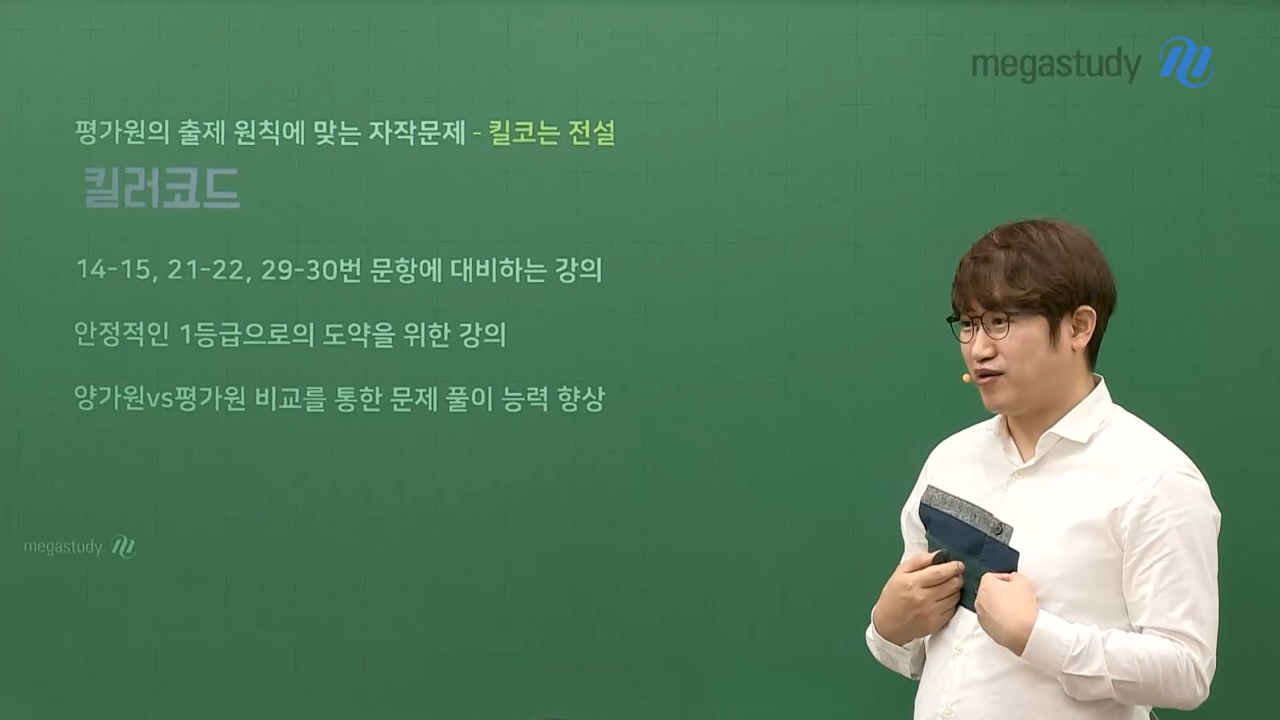 megastudy
평가원의 출제 원칙에 맞는 자작문제 - 킬코는 전설
킬러코드
14-15, 21-22, 29-30번 문항에 대비하는 강의
안정적인 1등급으로의 도약을 위한 강의
양가원vs평가원 비교를 통한 문제 풀이 능력 향상
megastudy